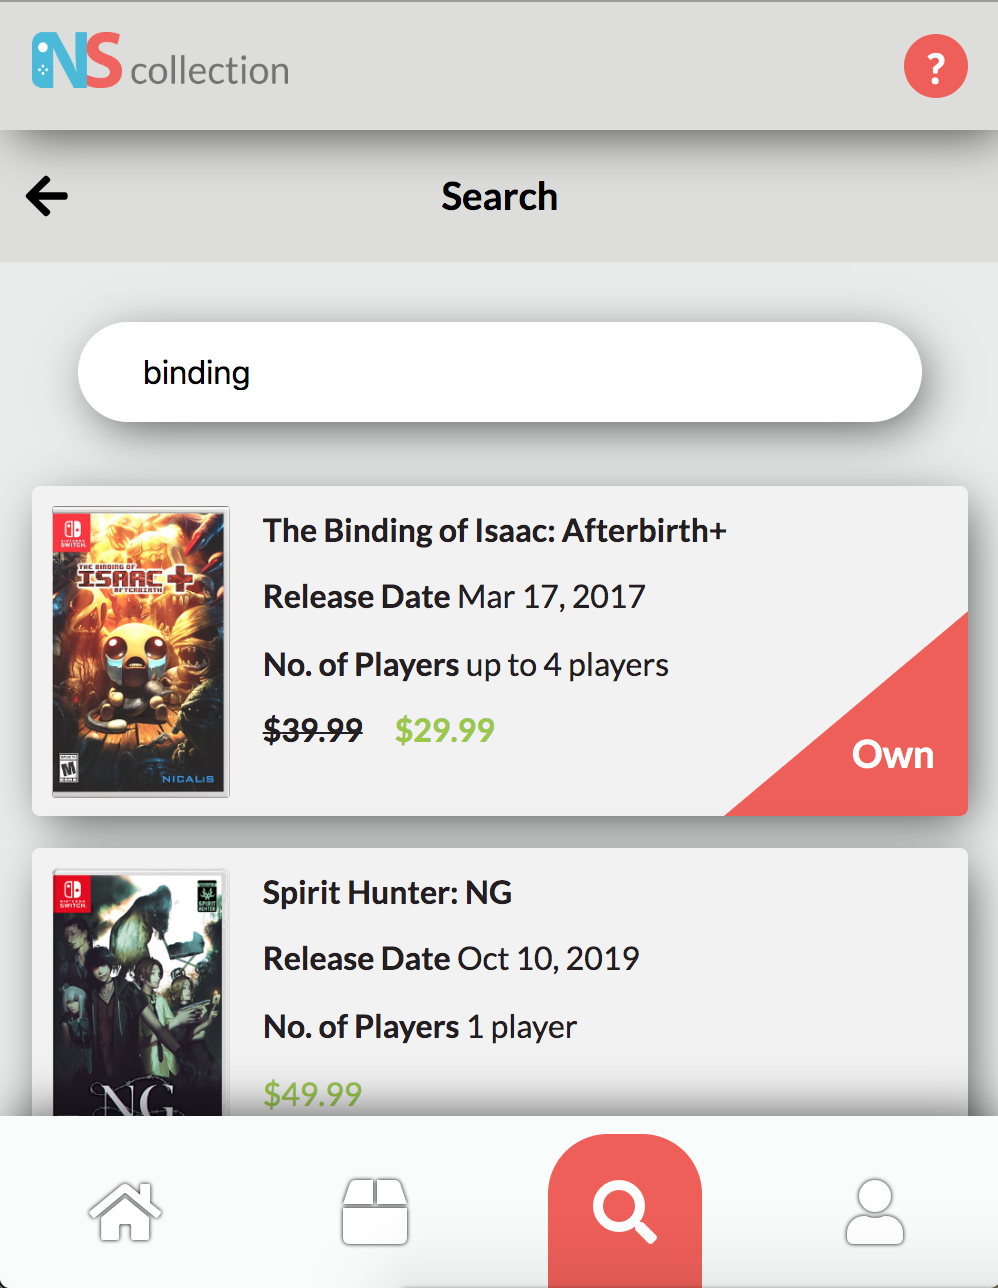 NS collection
?
Search
binding
NINTENDO
SWITCH
THE BINDING OF
ISAAC +
AFTERBIRTH
M
NICALIS
The Binding of Isaac: Afterbirth+
Release Date Mar 17, 2017
No. of Players up to 4 players
$39.99 $29.99
Own
NINTENDO
SWITCH
SPIRIT
HUNTER
NG
Spirit Hunter: NG
Release Date Oct 10, 2019
No. of Players 1 player
$49.99